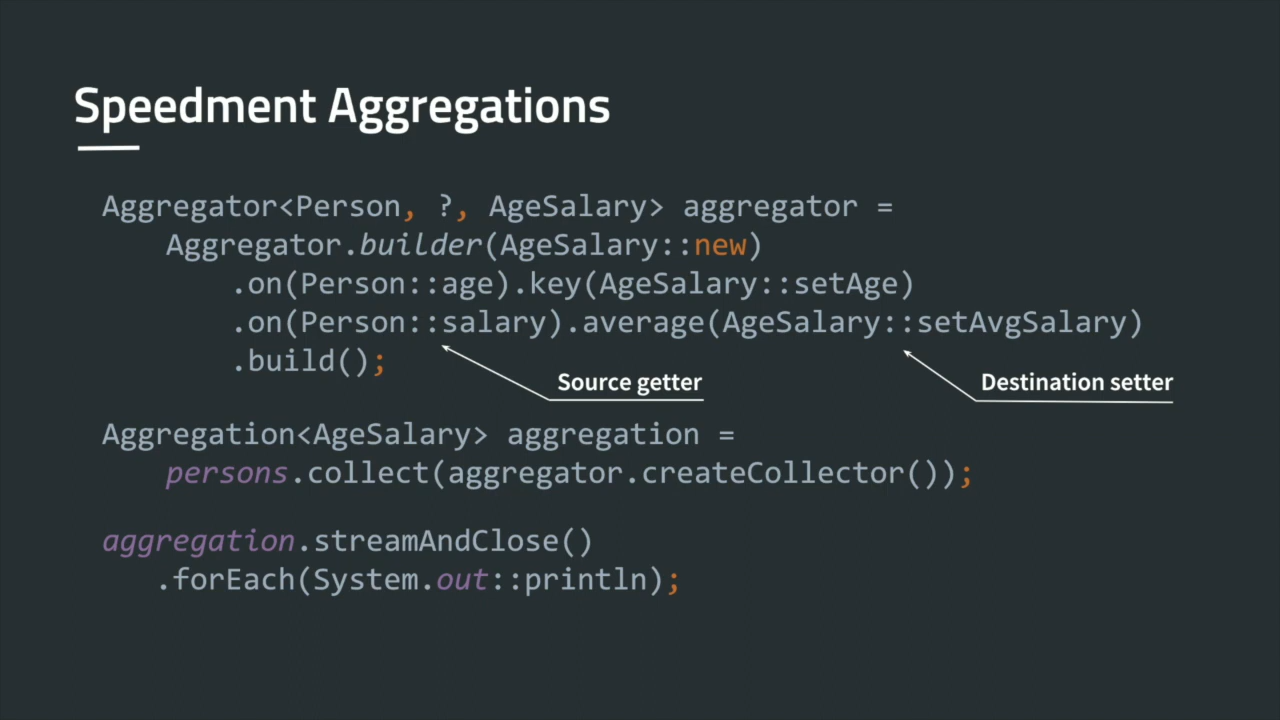 Speedment Aggregations
Aggregator<Person, ?, AgeSalary> aggregator =
Aggregator.builder(AgeSalary::new)
.on(Person::age).key(AgeSalary::setAge)
.on(Person::salary).average(AgeSalary::setAvgSalary)
.build();
Source getter
Destination setter
Aggregation<AgeSalary> aggregation =
persons.collect(aggregator.createCollector());
aggregation.streamAndClose()
.forEach(System.out::println);